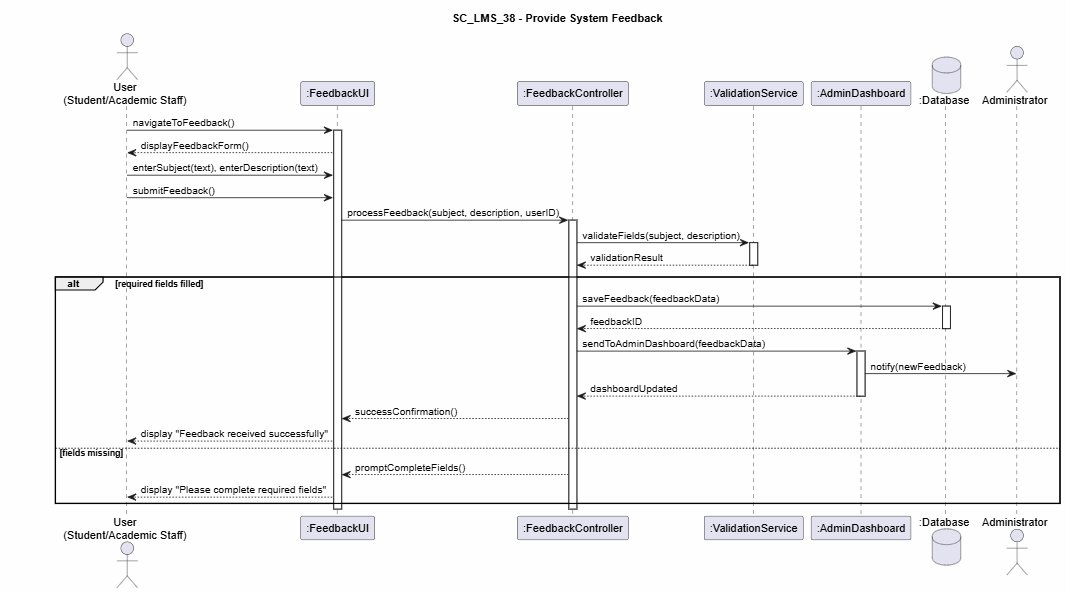 SC_LMS_38 - Provide System Feedback
User
(Student/Academic Staff)
:FeedbackUI
:FeedbackController
:ValidationService
:AdminDashboard
:Database
Administrator
navigateToFeedback()
displayFeedbackForm()
enterSubject(text), enterDescription(text)
submitFeedback()
processFeedback(subject, description, userID)
validateFields(subject, description)
validationResult
alt
[required fields filled]
saveFeedback(feedbackData)
feedbackID
sendToAdminDashboard(feedbackData)
notify(newFeedback)
dashboardUpdated
successConfirmation()
display "Feedback received successfully"
[fields missing]
promptCompleteFields()
display "Please complete required fields"
User
(Student/Academic Staff)
:FeedbackUI
:FeedbackController
:ValidationService
:AdminDashboard
:Database
Administrator